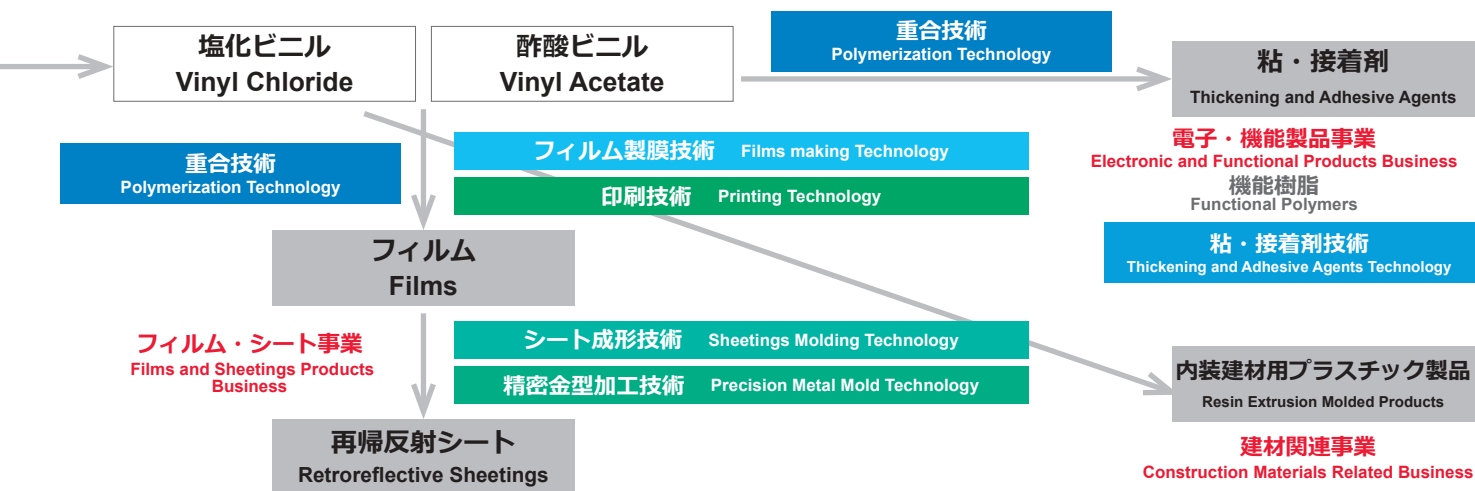 塩化ビニル
Vinyl Chloride
酢酸ビニル
Vinyl Acetate
重合技術
Polymerization Technology
粘・接着剤
Thickening and Adhesive Agents
電子・機能製品事業
Electronic and Functional Products Business
機能樹脂
Functional Polymers
粘・接着剤技術
Thickening and Adhesive Agents Technology
重合技術
Polymerization Technology
フィルム製膜技術 Films making Technology
印刷技術 Printing Technology
フィルム
Films
フィルム・シート事業
Films and Sheetings Products
Business
シート成形技術 Sheetings Molding Technology
精密金型加工技術 Precision Metal Mold Technology
再帰反射シート
Retroreflective Sheetings
内装建材用プラスチック製品
Resin Extrusion Molded Products
建材関連事業
Construction Materials Related Business